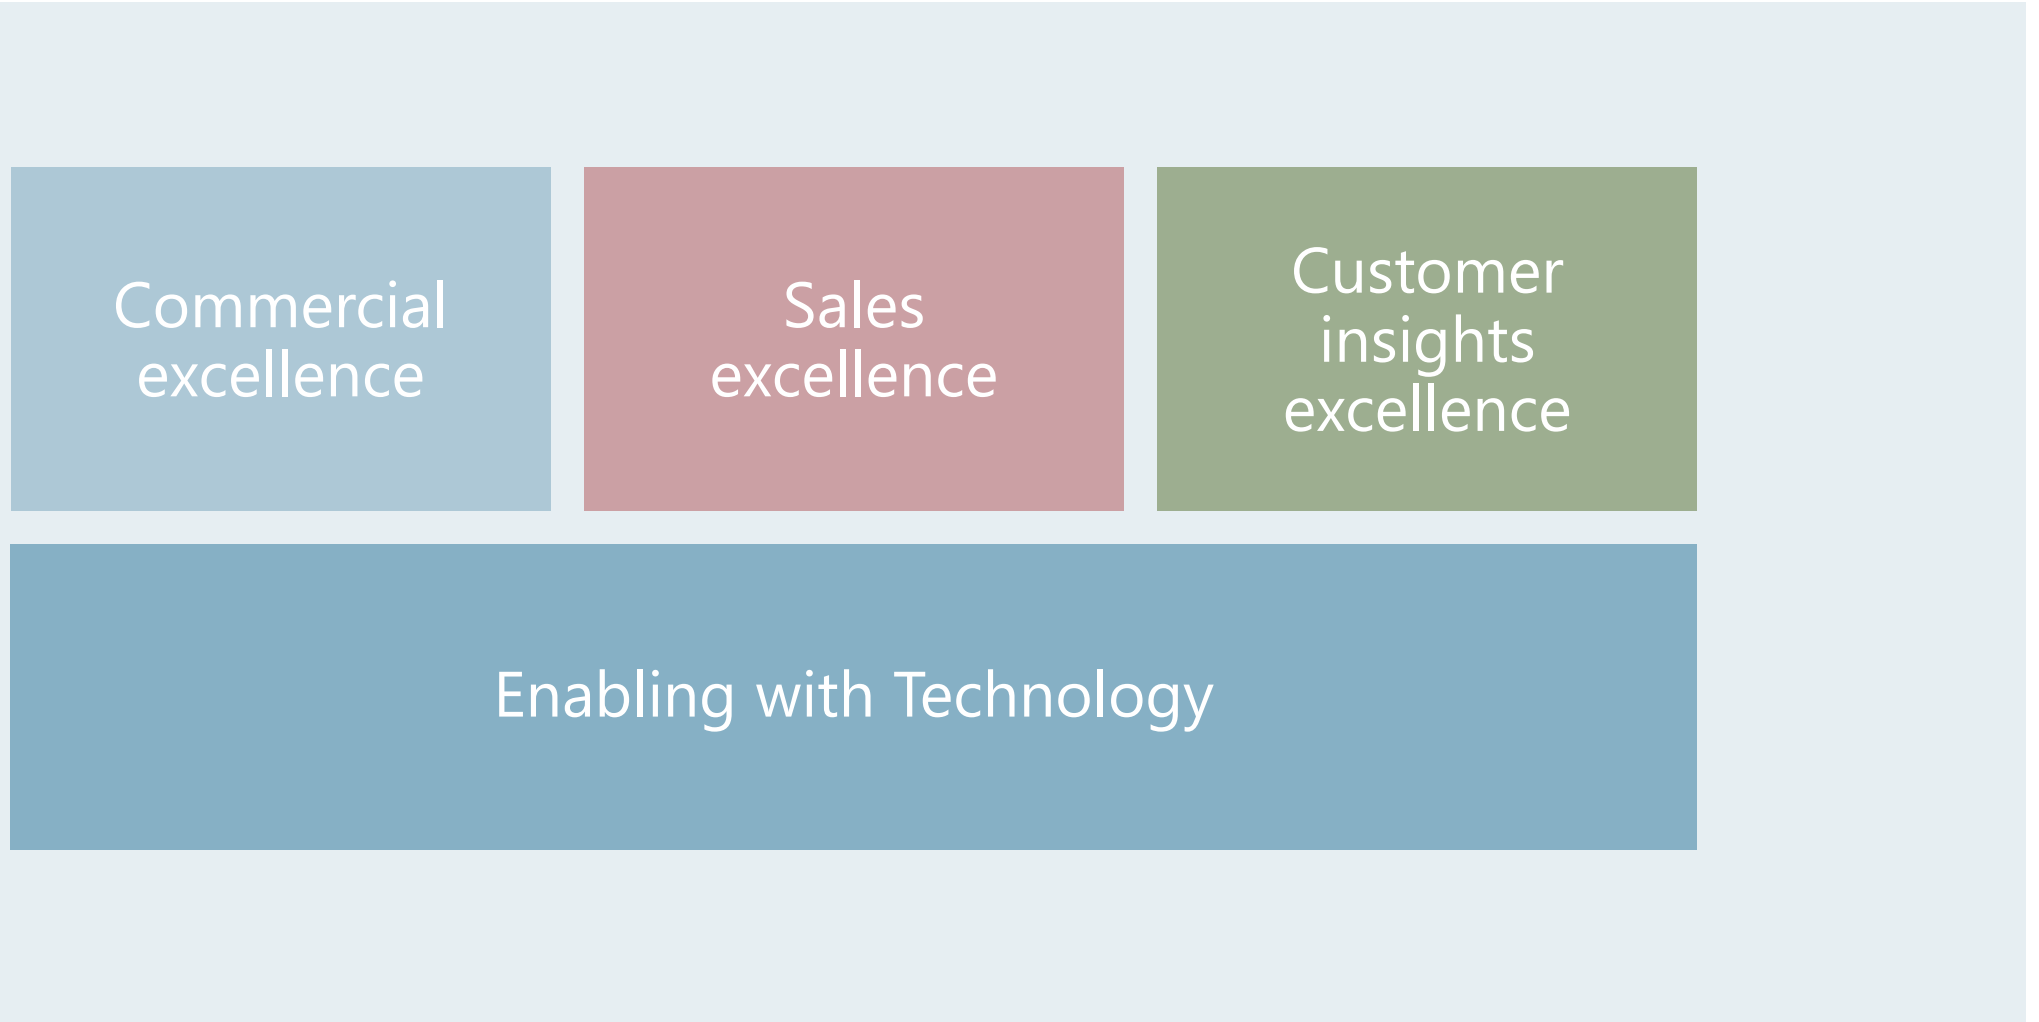 Commercial
excellence
Sales
excellence
Customer
insights
excellence
Enabling with Technology